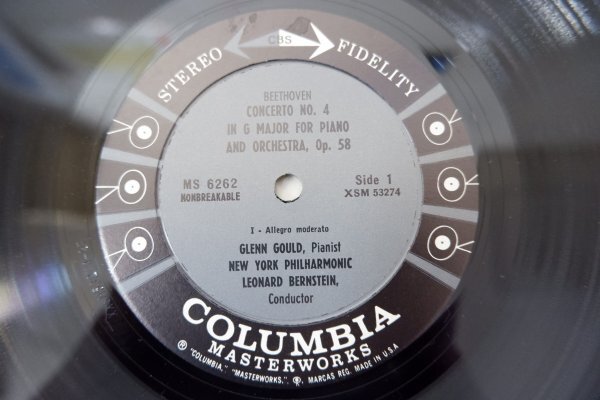 STEREO CBS FIDELITY
BEETHOVEN
CONCERTO NO. 4
IN G MAJOR FOR PIANO
AND ORCHESTRA, Op. 58
MS 6262 Side 1
NONBREAKABLE XSM 53274
I - Allegro moderato
GLENN GOULD, Pianist
NEW YORK PHILHARMONIC
LEONARD BERNSTEIN,
Conductor
COLUMBIA
MASTERWORKS
® "COLUMBIA," "MASTERWORKS," MARCAS REG. MADE IN U.S.A.